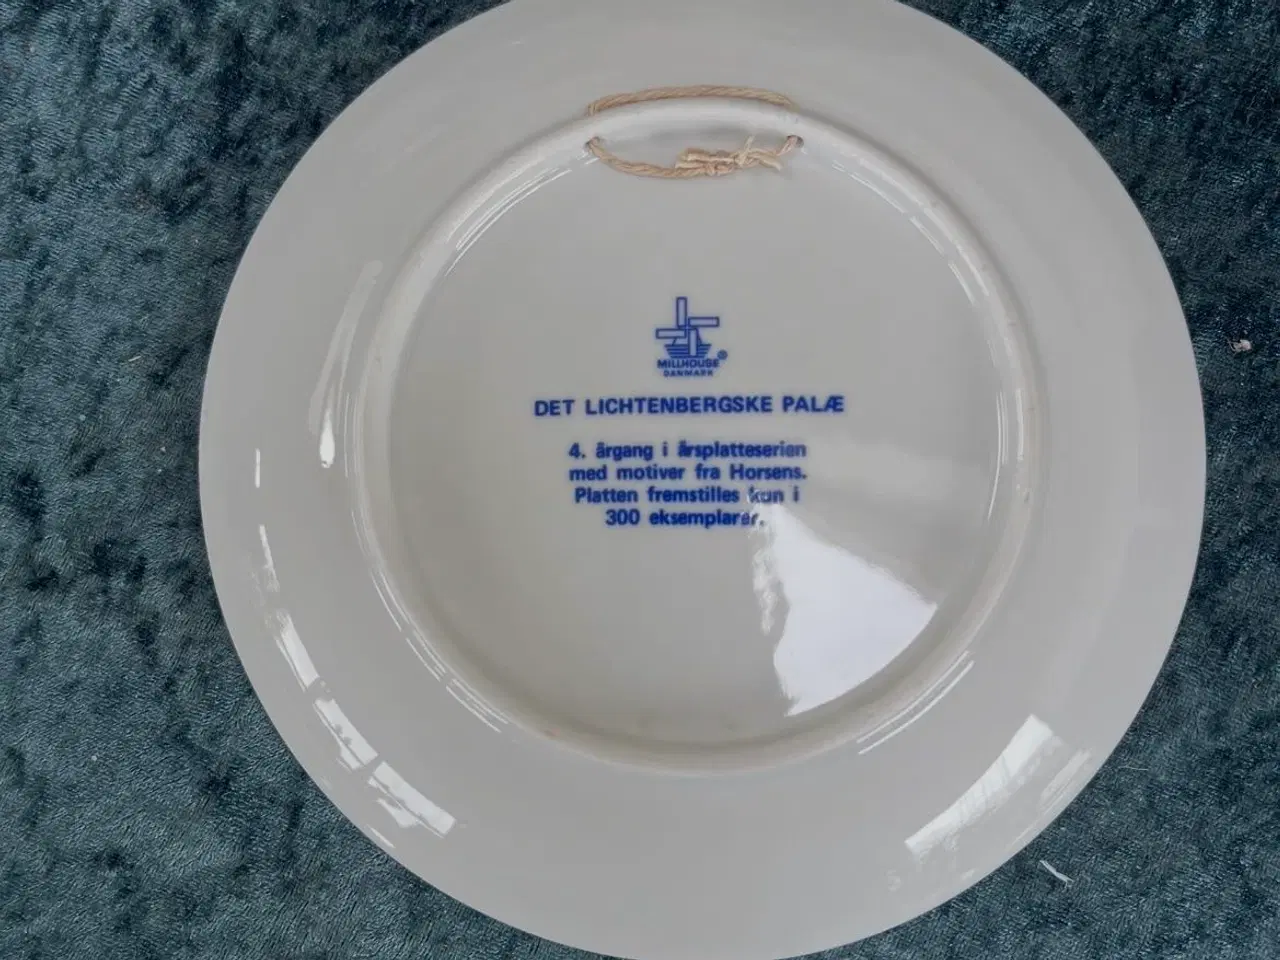 MILLHOUSE ®
DANMARK
DET LICHTENBERGSKE PALÆ
4. årgang i årsplatteserien
med motiver fra Horsens.
Platten fremstilles kun i
300 eksemplarer.